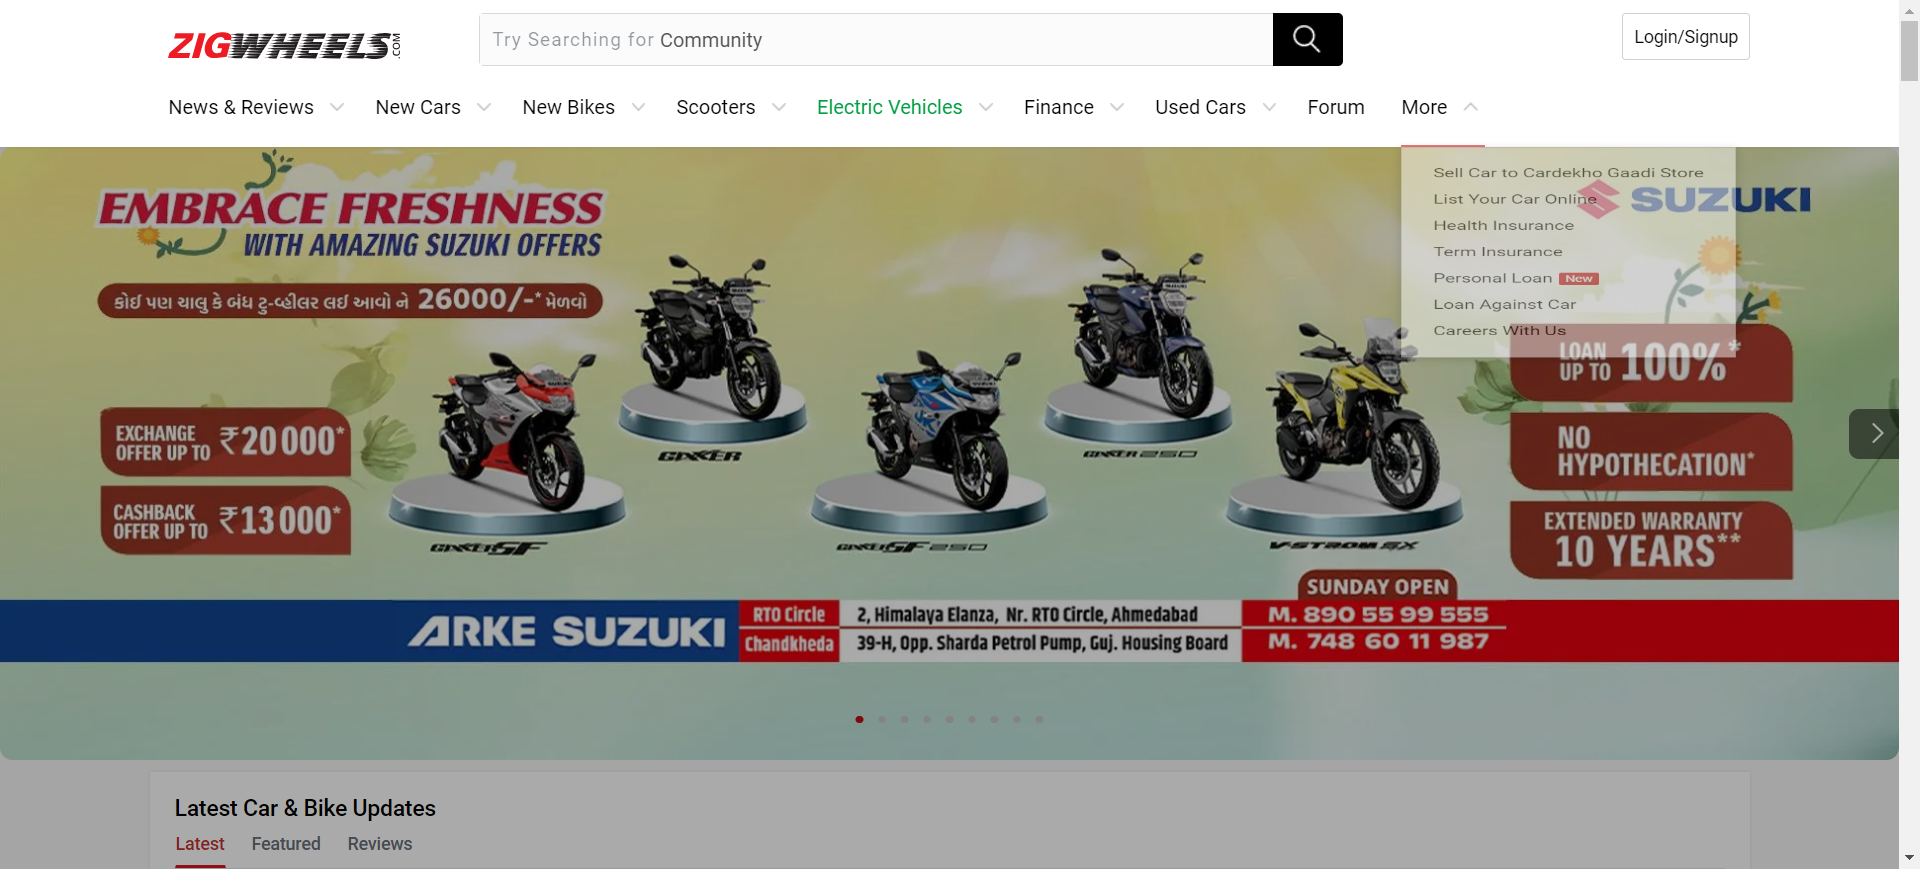 ZIGWHEELS.COM
Try Searching for Community
Login/Signup
News & Reviews
New Cars
New Bikes
Scooters
Electric Vehicles
Finance
Used Cars
Forum
More
Sell Car to Cardekho Gaadi Store
List Your Car Online
Health Insurance
Term Insurance
Personal Loan New
Loan Against Car
Careers With Us
EMBRACE FRESHNESS
WITH AMAZING SUZUKI OFFERS
કોઈ પણ ચાલુ કે બંધ ટુ-વ્હીલર લઈ આવો ને 26000/-* મેળવો
SUZUKI
EXCHANGE
OFFER UP TO ₹20000*
CASHBACK
OFFER UP TO ₹13000*
GIXXER
GIXXER 250
GIXXER SF
GIXXER SF 250
V-STROM SX
LOAN
UP TO 100%*
NO
HYPOTHECATION*
EXTENDED WARRANTY
10 YEARS**
SUNDAY OPEN
ARKE SUZUKI
RTO Circle
2, Himalaya Elanza, Nr. RTO Circle, Ahmedabad
M. 890 55 99 555
Chandkheda
39-H, Opp. Sharda Petrol Pump, Guj. Housing Board
M. 748 60 11 987
Latest Car & Bike Updates
Latest
Featured
Reviews